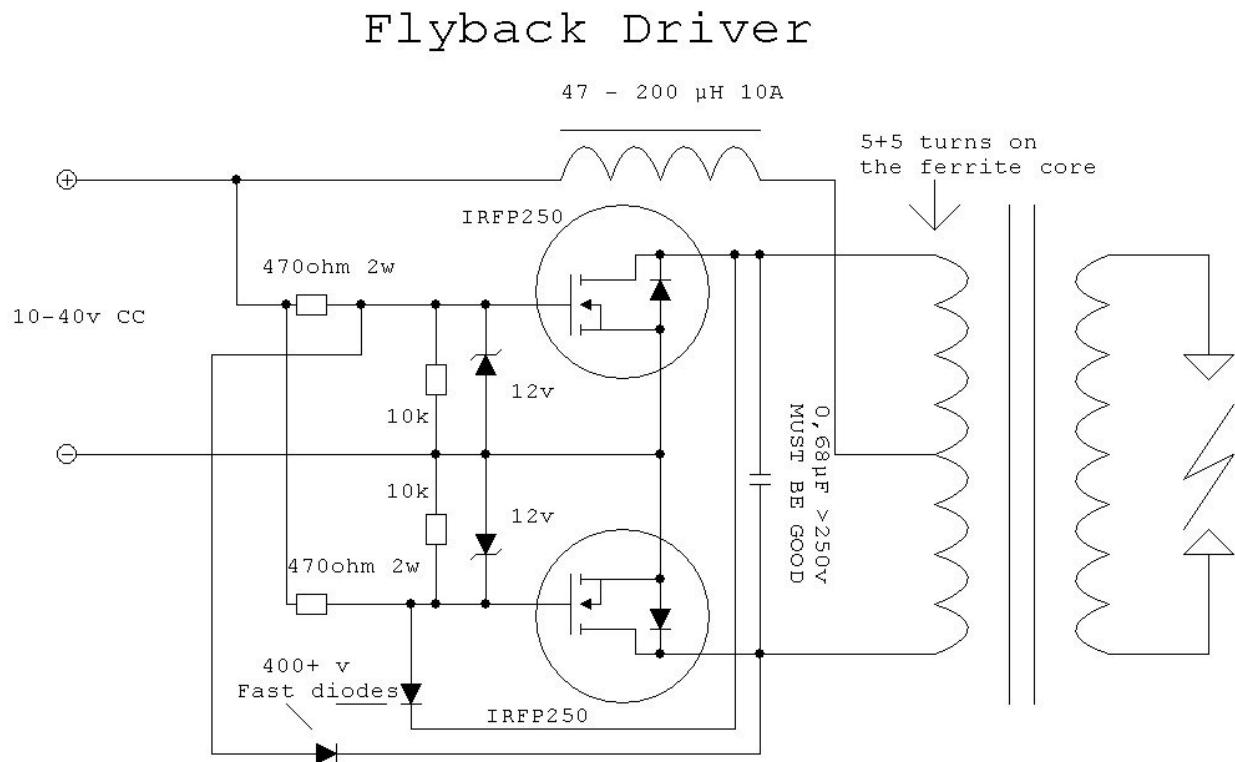 Flyback Driver
47 - 200 µH 10A
5+5 turns on
the ferrite core
IRFP250
470ohm 2w
10-40v CC
12v
10k
0,68µF >250v
MUST BE GOOD
10k
12v
470ohm 2w
400+ v
Fast diodes
IRFP250